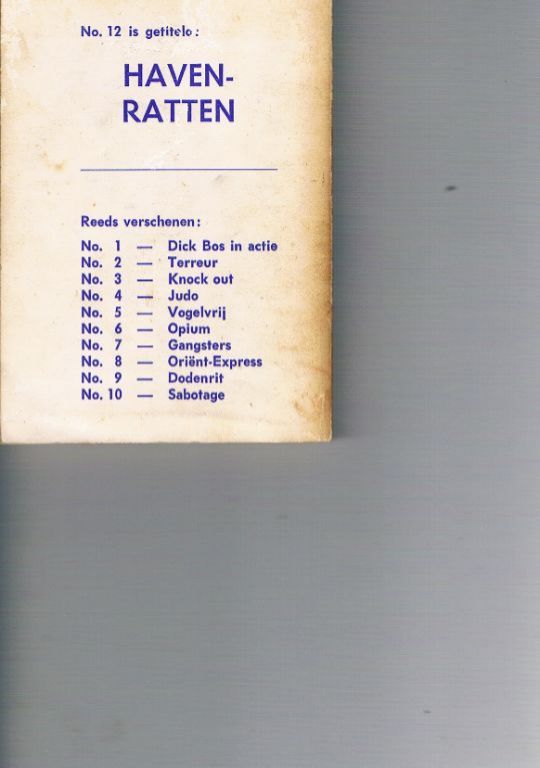 No. 12 is getiteld:
HAVEN-
RATTEN
Reeds verschenen:
No. 1 — Dick Bos in actie
No. 2 — Terreur
No. 3 — Knock out
No. 4 — Judo
No. 5 — Vogelvrij
No. 6 — Opium
No. 7 — Gangsters
No. 8 — Oriënt-Express
No. 9 — Dodenrit
No. 10 — Sabotage